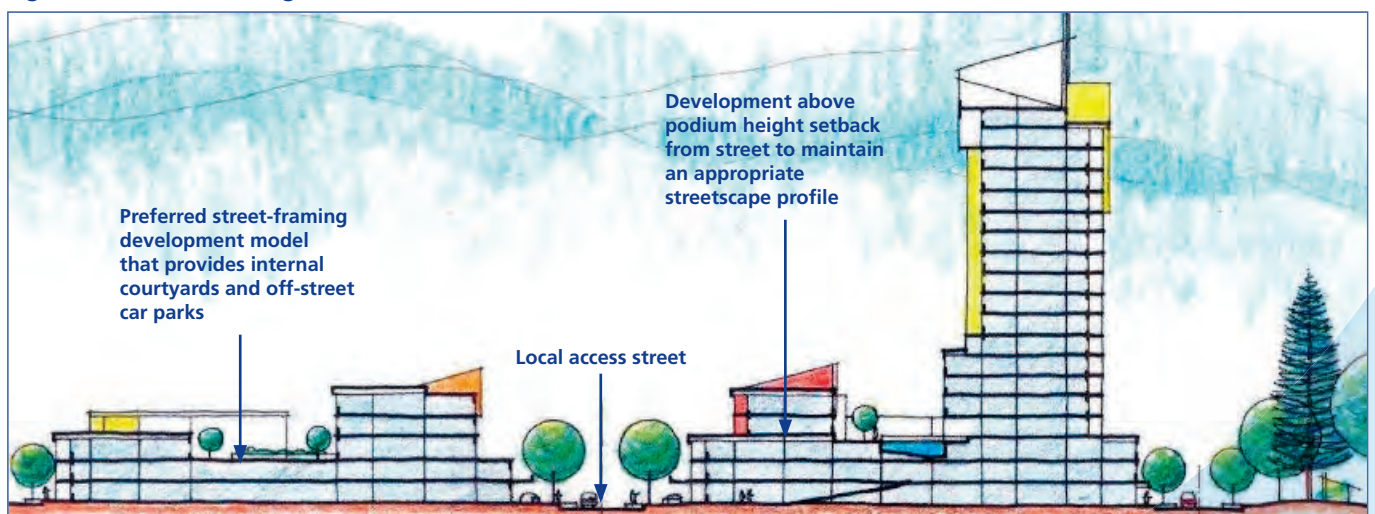 Preferred street-framing
development model
that provides internal
courtyards and off-street
car parks
Local access street
Development above
podium height setback
from street to maintain
an appropriate
streetscape profile